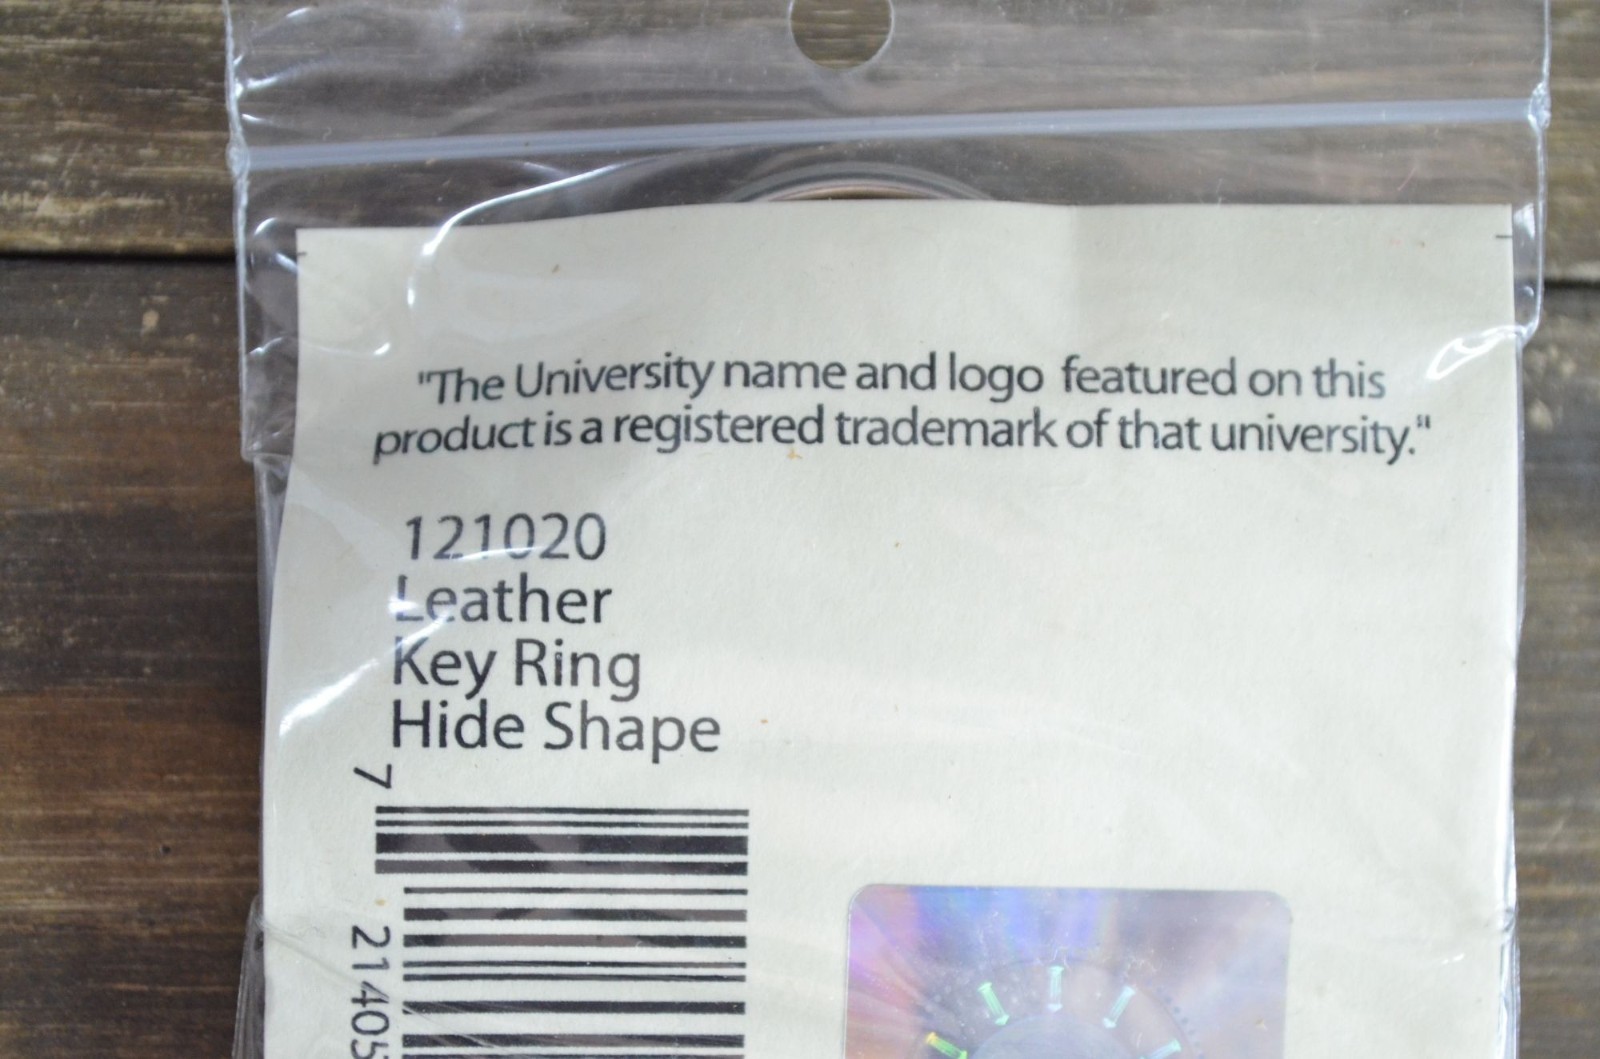 "The University name and logo featured on this
product is a registered trademark of that university."
121020
Leather
Key Ring
Hide Shape
7
21405